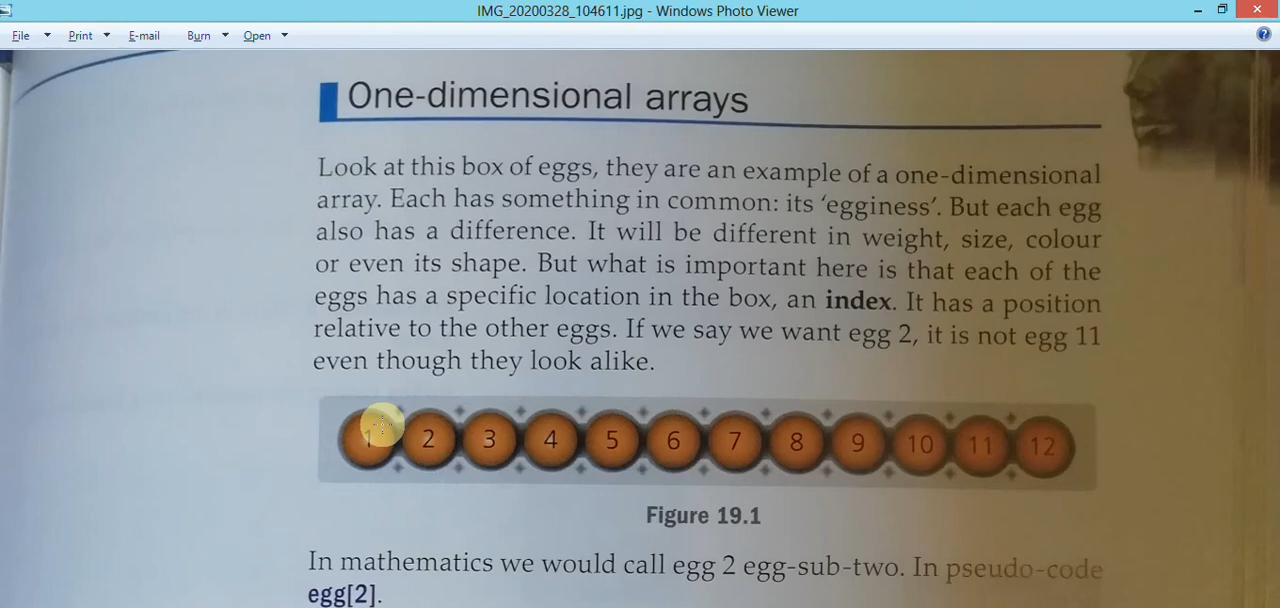 IMG_20200328_104611.jpg - Windows Photo Viewer
File Print E-mail Burn Open
One-dimensional arrays
Look at this box of eggs, they are an example of a one-dimensional
array. Each has something in common: its ‘egginess’. But each egg
also has a difference. It will be different in weight, size, colour
or even its shape. But what is important here is that each of the
eggs has a specific location in the box, an index. It has a position
relative to the other eggs. If we say we want egg 2, it is not egg 11
even though they look alike.
1 2 3 4 5 6 7 8 9 10 11 12
Figure 19.1
In mathematics we would call egg 2 egg-sub-two. In pseudo-code
egg[2].